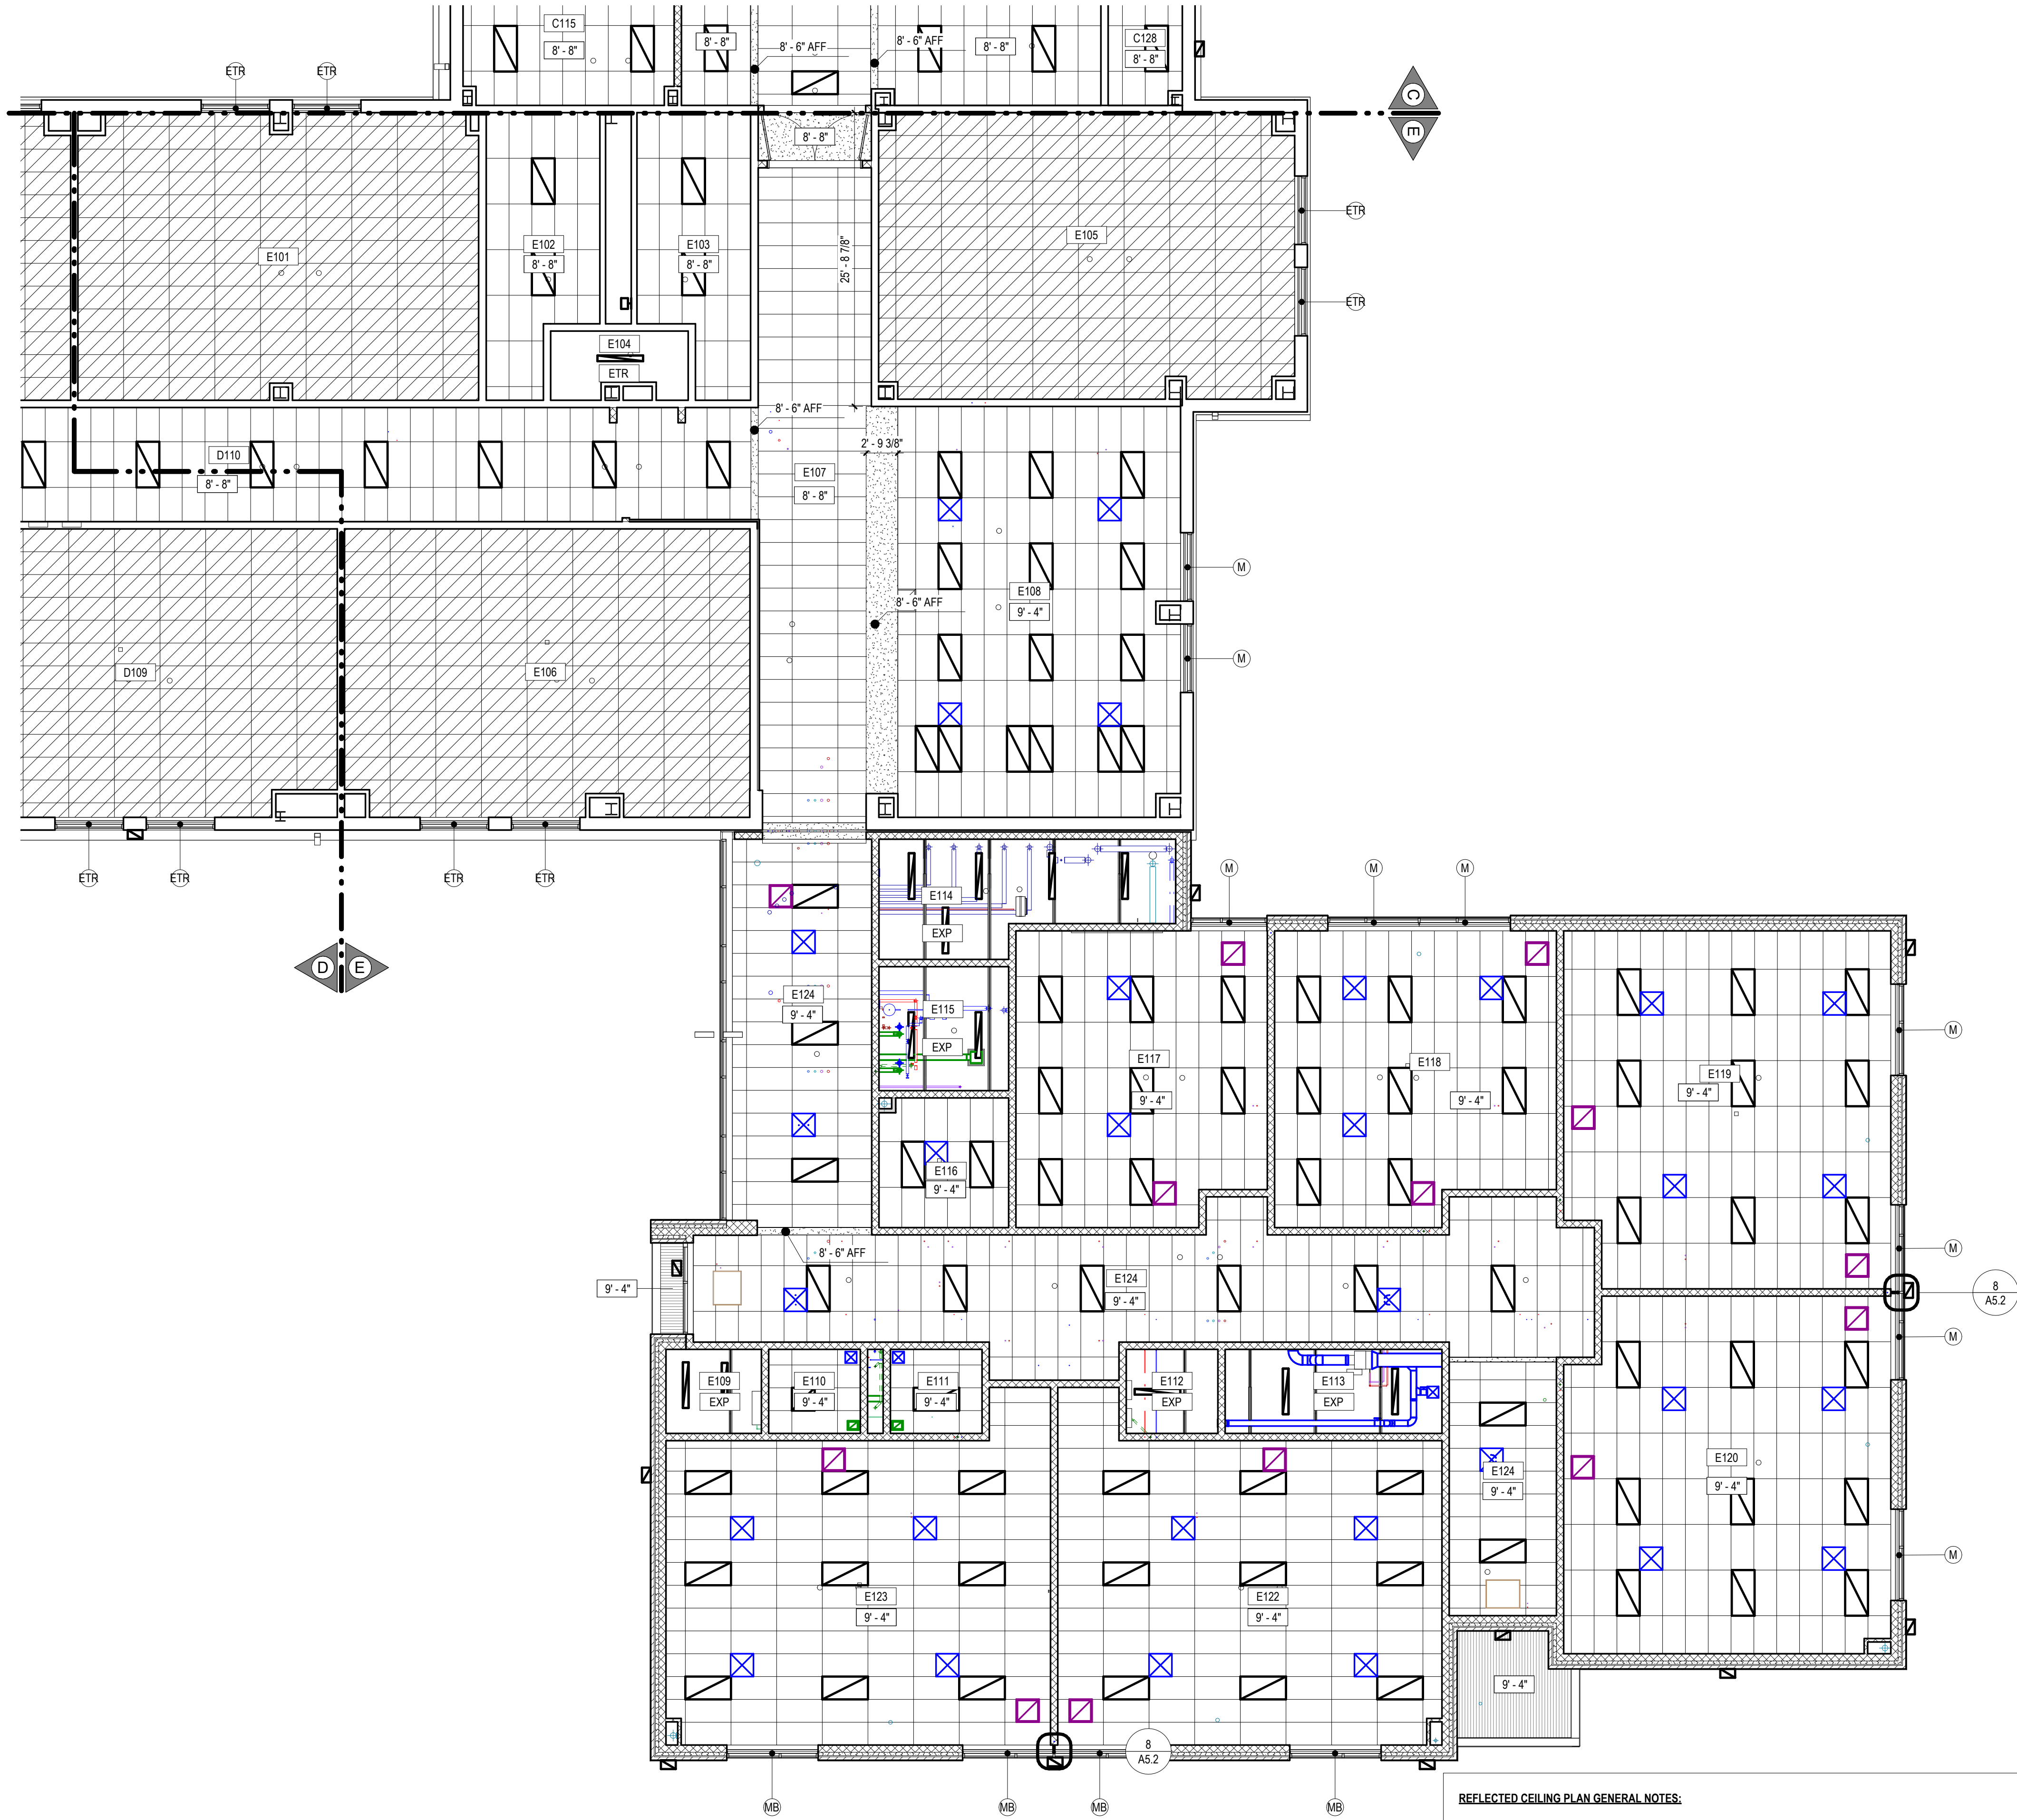 C115
8' - 8"
8' - 8"
8' - 6" AFF
8' - 6" AFF
8' - 8"
C128
8' - 8"
ETR
ETR
C
E
8' - 8"
E101
E102
8' - 8"
E103
8' - 8"
25' - 8 7/8"
E105
ETR
ETR
E104
ETR
8' - 6" AFF
2' - 9 3/8"
D110
8' - 8"
E107
8' - 8"
M
E108
9' - 4"
8' - 6" AFF
M
D109
E106
ETR
ETR
ETR
ETR
M
M
M
E114
EXP
D
E
E124
9' - 4"
E115
EXP
E117
9' - 4"
E118
9' - 4"
E119
9' - 4"
M
E116
9' - 4"
8' - 6" AFF
M
9' - 4"
E124
9' - 4"
8
A5.2
M
E109
EXP
E110
9' - 4"
E111
9' - 4"
E112
EXP
E113
EXP
E124
9' - 4"
E120
9' - 4"
M
E123
9' - 4"
E122
9' - 4"
9' - 4"
8
A5.2
MB
MB
MB
MB
REFLECTED CEILING PLAN GENERAL NOTES: